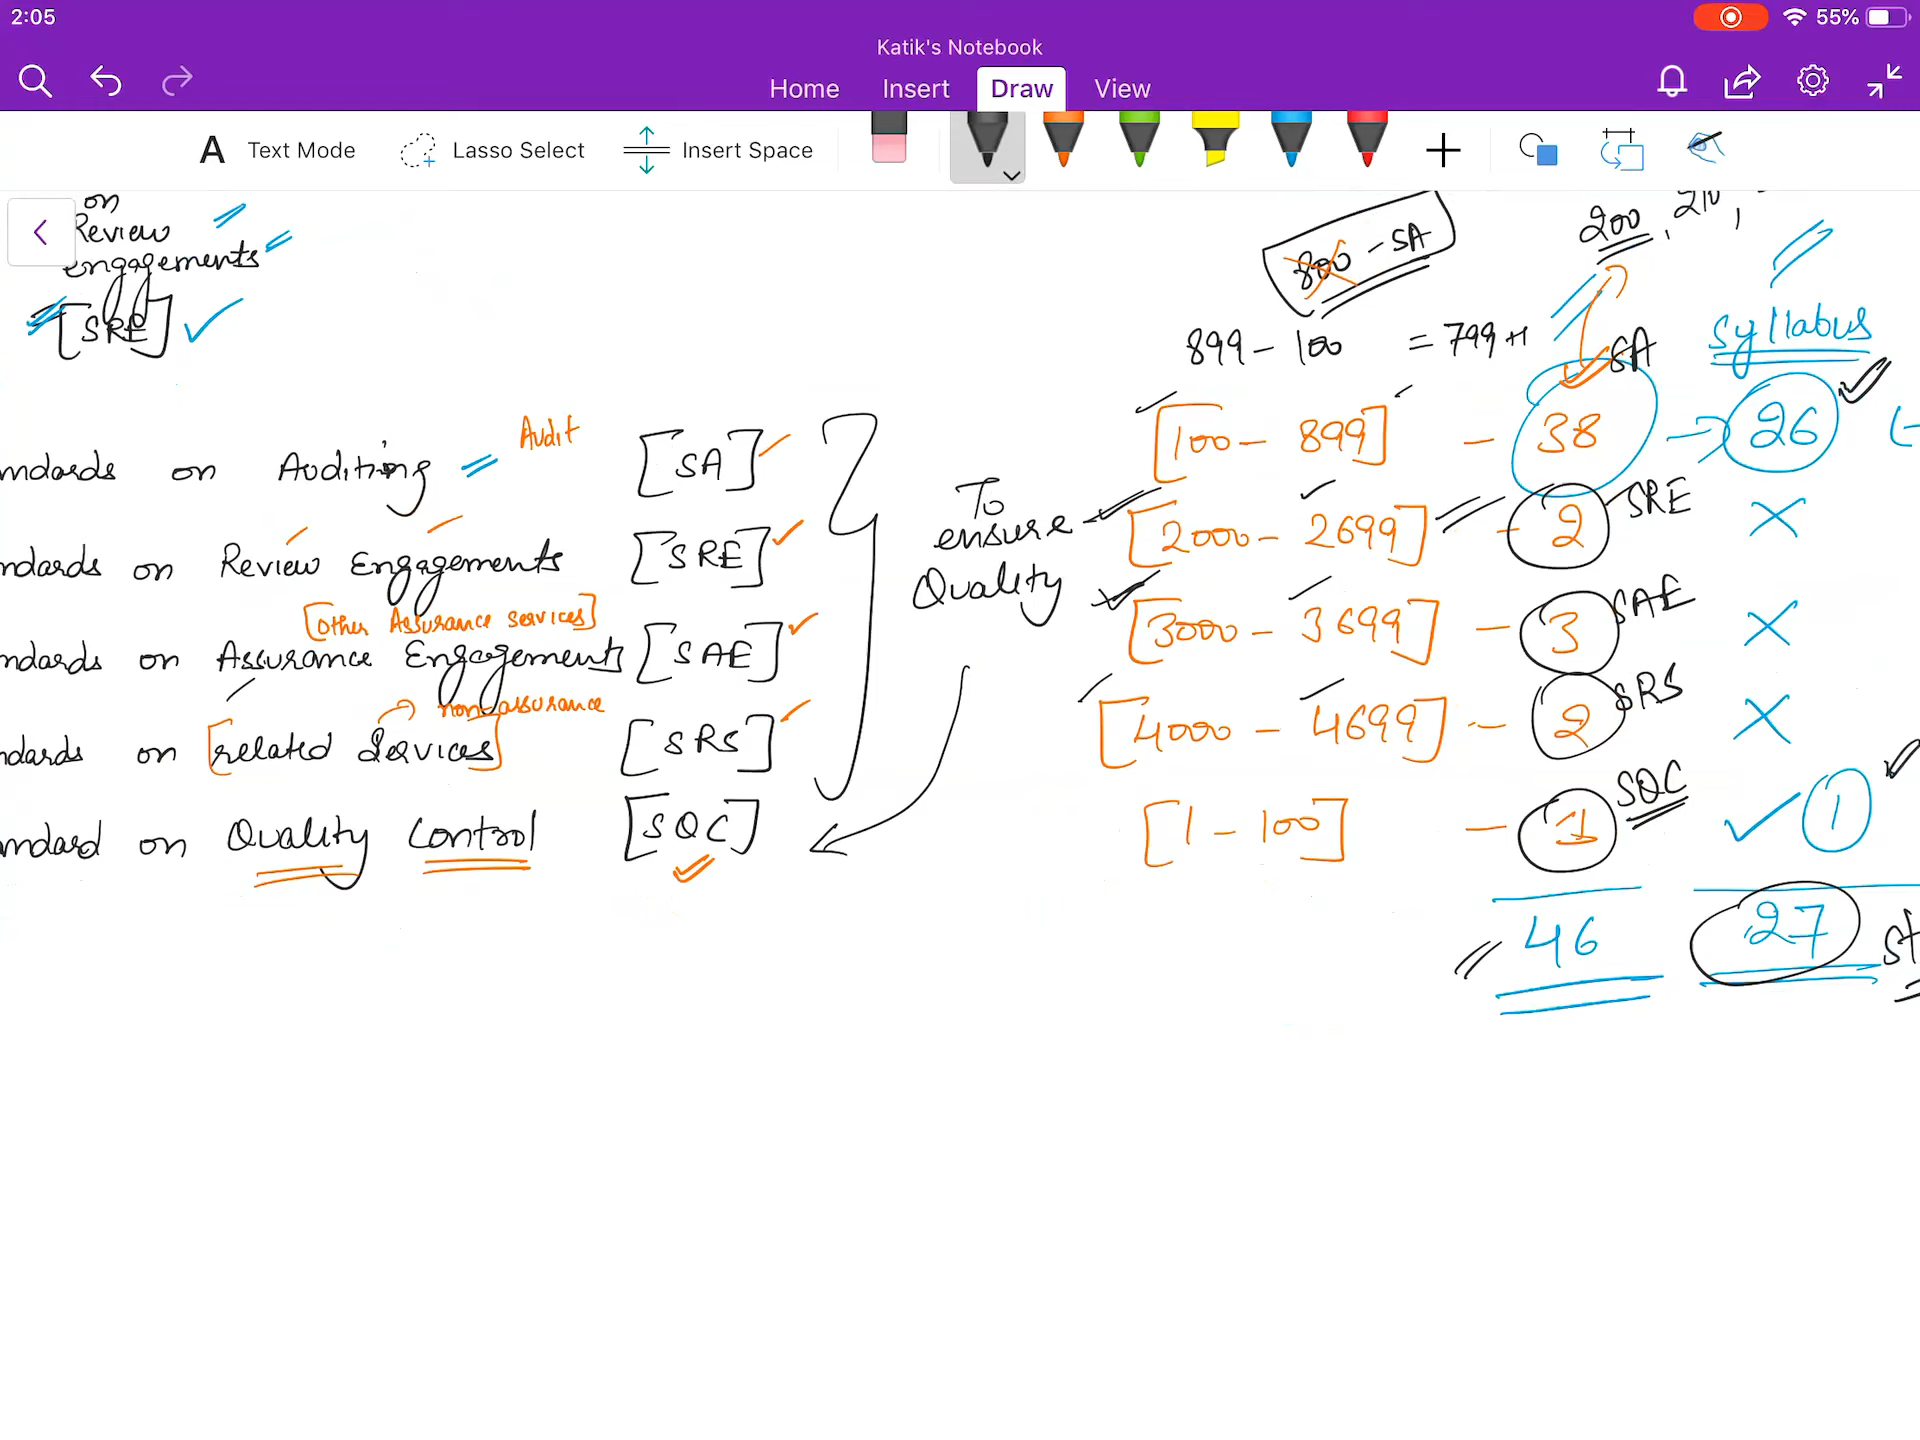 2:05
55%
Katik's Notebook
Home Insert Draw View
A Text Mode Lasso Select Insert Space
on
Review
Engagements
[SRE]
800 - SA
200, 210,
899 - 100 = 799 +1
SA
Syllabus
ndards on Auditing = Audit [SA]
[100 - 899] - 38 → 26
ndards on Review Engagements [SRE]
To ensure Quality
[2000 - 2699] - 2 SRE X
[other Assurance services]
ndards on Assurance Engagements [SAE]
[3000 - 3699] - 3 SAE X
non assurance
ndards on [related Services] [SRS]
[4000 - 4699] - 2 SRS X
ndard on Quality Control [SQC]
[1 - 100] - 1 SQC ✓ 1
46 27 st